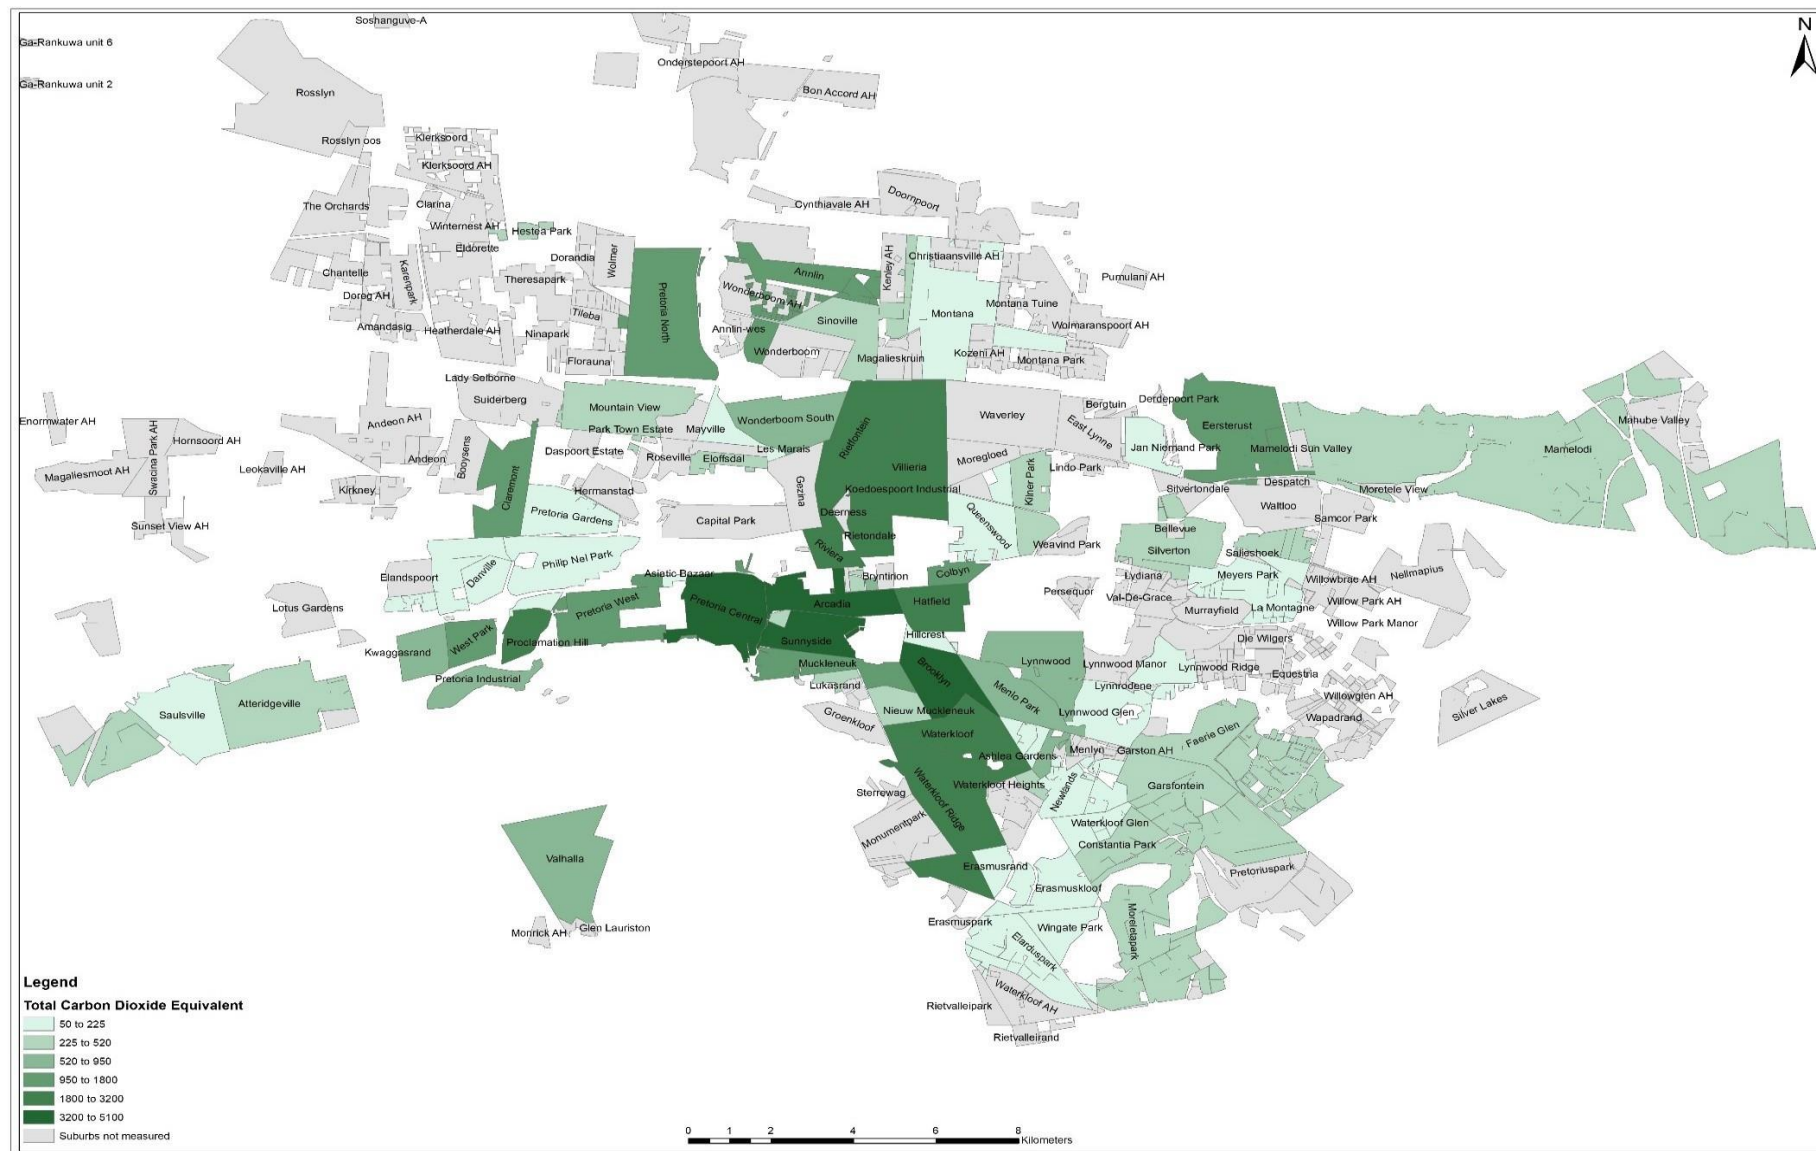 Soshanguve-A
N
Ga-Rankuwa unit 6
Onderstepoort AH
Ga-Rankuwa unit 2
Rosslyn
Bon Accord AH
Rosslyn oos
Klerksoord
Klerksoord AH
The Orchards
Clarina
Cynthiavale AH
Doornpoort
Winternest AH
Hestea Park
Eldorette
Dorandia
Wolmer
Kenley AH
Christiaansville AH
Chantelle
Karenpark
Theresapark
Annlin
Pumulani AH
Doreg AH
Pretoria North
Wonderboom AH
Montana Tuine
Amandasig
Heatherdale AH
Tileba
Sinoville
Montana
Wolmaranspoort AH
Ninapark
Annlin-wes
Florauna
Wonderboom
Magalieskruin
Kozeni AH
Montana Park
Lady Selborne
Suiderberg
Mountain View
Wonderboom South
Rietfontein
Waverley
Bergtuin
Derdepoort Park
Enormwater AH
Swacina Park AH
Hornsoord AH
Andeon AH
Park Town Estate
Mayville
East Lynne
Eersterust
Mahube Valley
Booysens
Daspoort Estate
Les Marais
Jan Niemand Park
Mamelodi Sun Valley
Mamelodi
Magaliesmoot AH
Leokaville AH
Andeon
Roseville
Eloffsdal
Villieria
Moregloed
Lindo Park
Kirkney
Claremont
Hermanstad
Gezina
Koedoespoort Industrial
Kilner Park
Silvertondale
Despatch
Moretele View
Sunset View AH
Pretoria Gardens
Capital Park
Deerness
Queenswood
Waltloo
Samcor Park
Rietondale
Weavind Park
Bellevue
Riviera
Silverton
Salieshoek
Elandspoort
Danville
Philip Nel Park
Asiatic Bazaar
Bryntirion
Colbyn
Lydiana
Meyers Park
Willowbrae AH
Nellmapius
Lotus Gardens
Pretoria West
Pretoria Central
Arcadia
Hatfield
Persequor
Val-De-Grace
Murrayfield
La Montagne
Willow Park AH
Willow Park Manor
Kwaggasrand
West Park
Proclamation Hill
Sunnyside
Hillcrest
Die Wilgers
Pretoria Industrial
Muckleneuk
Brooklyn
Lynnwood
Lynnwood Manor
Lynnwood Ridge
Equestria
Lukasrand
Menlo Park
Lynnrodene
Willowglen AH
Saulsville
Atteridgeville
Groenkloof
Nieuw Muckleneuk
Lynnwood Glen
Silver Lakes
Waterkloof
Wapadrand
Ashlea Gardens
Menlyn
Garston AH
Faerie Glen
Sterrewag
Waterkloof Ridge
Waterkloof Heights
Newlands
Garsfontein
Monumentpark
Waterkloof Glen
Constantia Park
Valhalla
Erasmusrand
Pretoriuspark
Erasmuskloof
Monrick AH
Glen Lauriston
Erasmuspark
Wingate Park
Moreletapark
Elarduspark
Rietvalleipark
Waterkloof AH
Rietvalleirand
Legend
Total Carbon Dioxide Equivalent
50 to 225
225 to 520
520 to 950
950 to 1800
1800 to 3200
3200 to 5100
Suburbs not measured
0 1 2 4 6 8
Kilometers